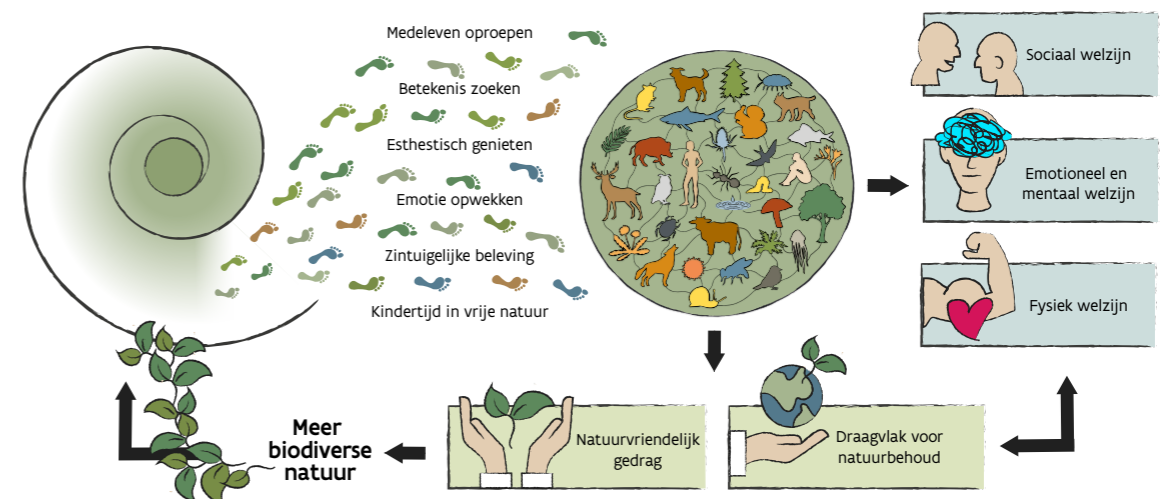 Medeleven oproepen
Betekenis zoeken
Esthestisch genieten
Emotie opwekken
Zintuigelijke beleving
Kindertijd in vrije natuur
Sociaal welzijn
Emotioneel en
mentaal welzijn
Fysiek welzijn
Draagvlak voor
natuurbehoud
Natuurvriendelijk
gedrag
Meer
biodiverse
natuur